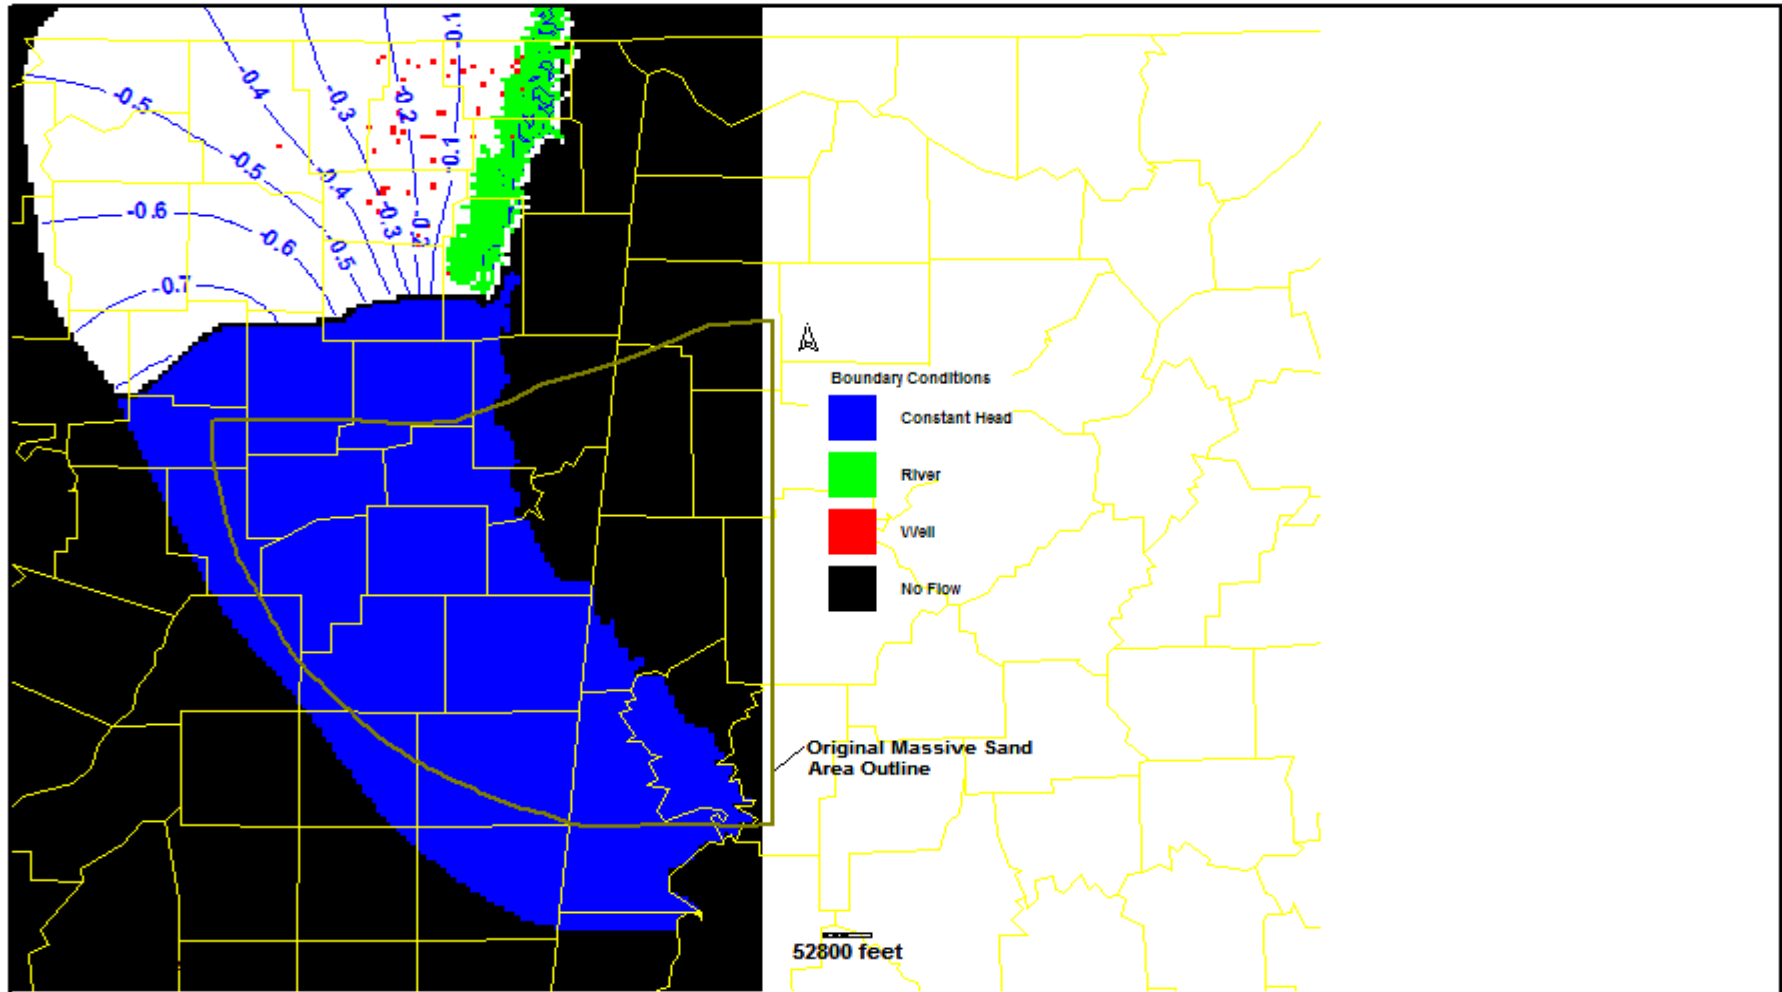 -0.1
-0.4
-0.3
-0.2
-0.5
-0.1
-0.5
-0.4
-0.6
-0.3
-0.2
-0.6
-0.5
-0.7
Boundary Conditions
Constant Head
River
Well
No Flow
Original Massive Sand
Area Outline
52800 feet